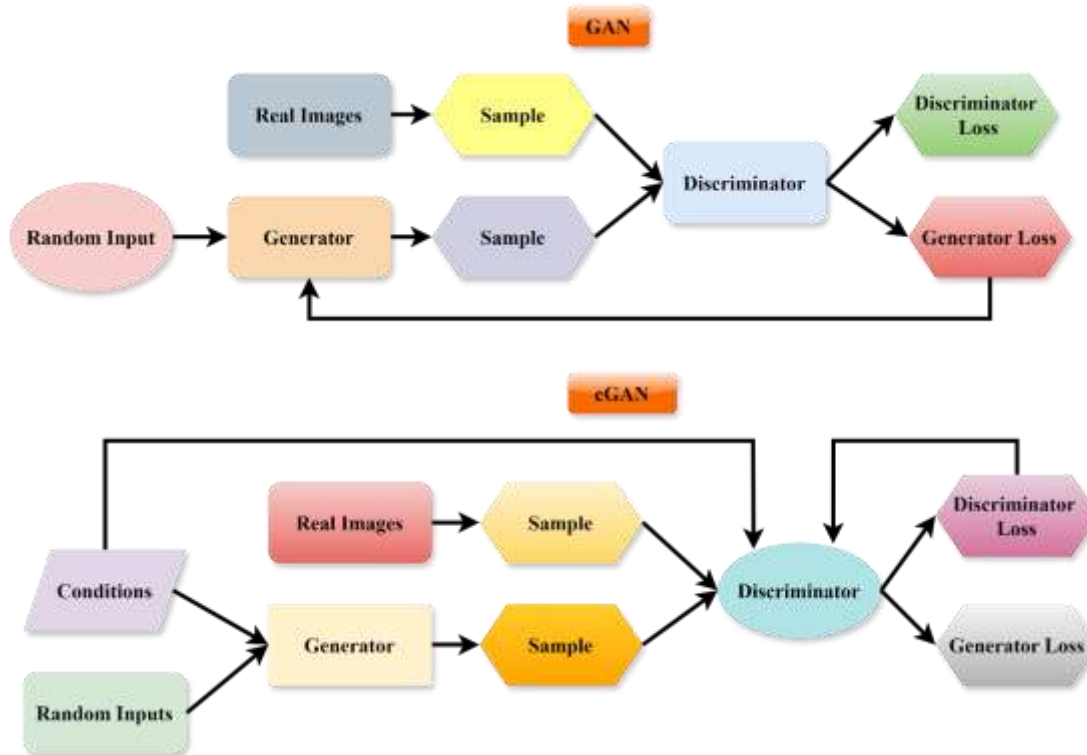 GAN
Real Images
Sample
Discriminator
Loss
Random Input
Generator
Sample
Discriminator
Generator Loss
cGAN
Real Images
Sample
Discriminator
Loss
Conditions
Generator
Sample
Discriminator
Generator Loss
Random Inputs